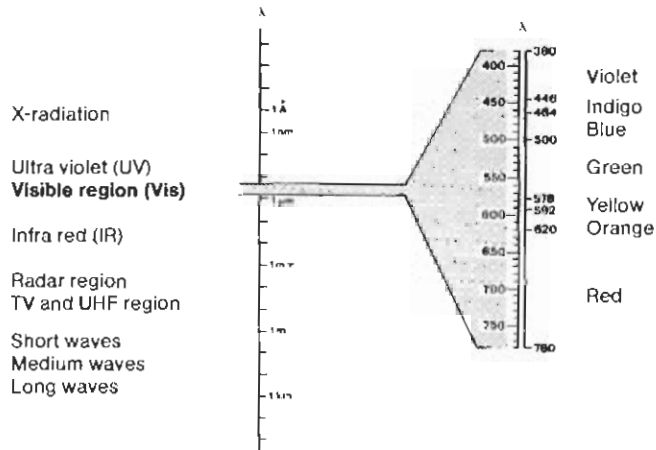 λ
1Å
1nm
1μm
1mm
1m
1km
X-radiation
Ultra violet (UV)
Visible region (Vis)
Infra red (IR)
Radar region
TV and UHF region
Short waves
Medium waves
Long waves
λ
400
450
500
550
600
650
700
750
380
446
464
500
578
592
620
780
Violet
Indigo
Blue
Green
Yellow
Orange
Red